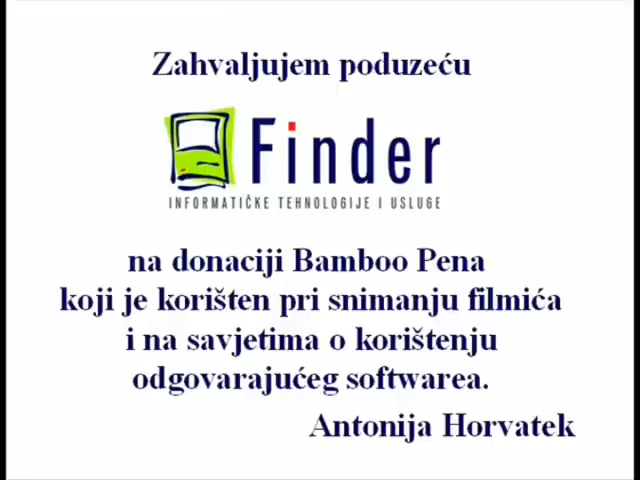 Zahvaljujem poduzeću
Finder
INFORMATIČKE TEHNOLOGIJE I USLUGE
na donaciji Bamboo Pena
koji je korišten pri snimanju filmića
i na savjetima o korištenju
odgovarajućeg softwarea.
Antonija Horvatek